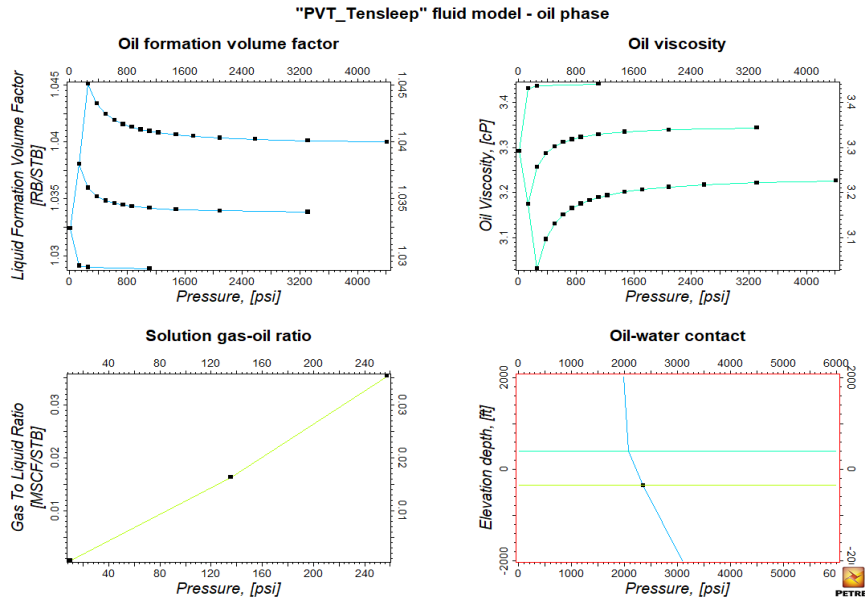 "PVT_Tensleep" fluid model - oil phase
Oil formation volume factor
0 800 1600 2400 3200 4000
Liquid Formation Volume Factor
[RB/STB]
1.045
1.04
1.035
1.03
1.045
1.04
1.035
1.03
0 800 1600 2400 3200 4000
Pressure, [psi]
Oil viscosity
0 800 1600 2400 3200 4000
Oil Viscosity, [cP]
3.4
3.3
3.2
3.1
3.4
3.3
3.2
3.1
0 800 1600 2400 3200 4000
Pressure, [psi]
Solution gas-oil ratio
40 80 120 160 200 240
Gas To Liquid Ratio
[MSCF/STB]
0.03
0.02
0.01
0.03
0.02
0.01
40 80 120 160 200 240
Pressure, [psi]
Oil-water contact
0 1000 2000 3000 4000 5000 6000
Elevation depth, [ft]
2000
0
-2000
2000
0
-20
0 1000 2000 3000 4000 5000 60
Pressure, [psi]
PETRE